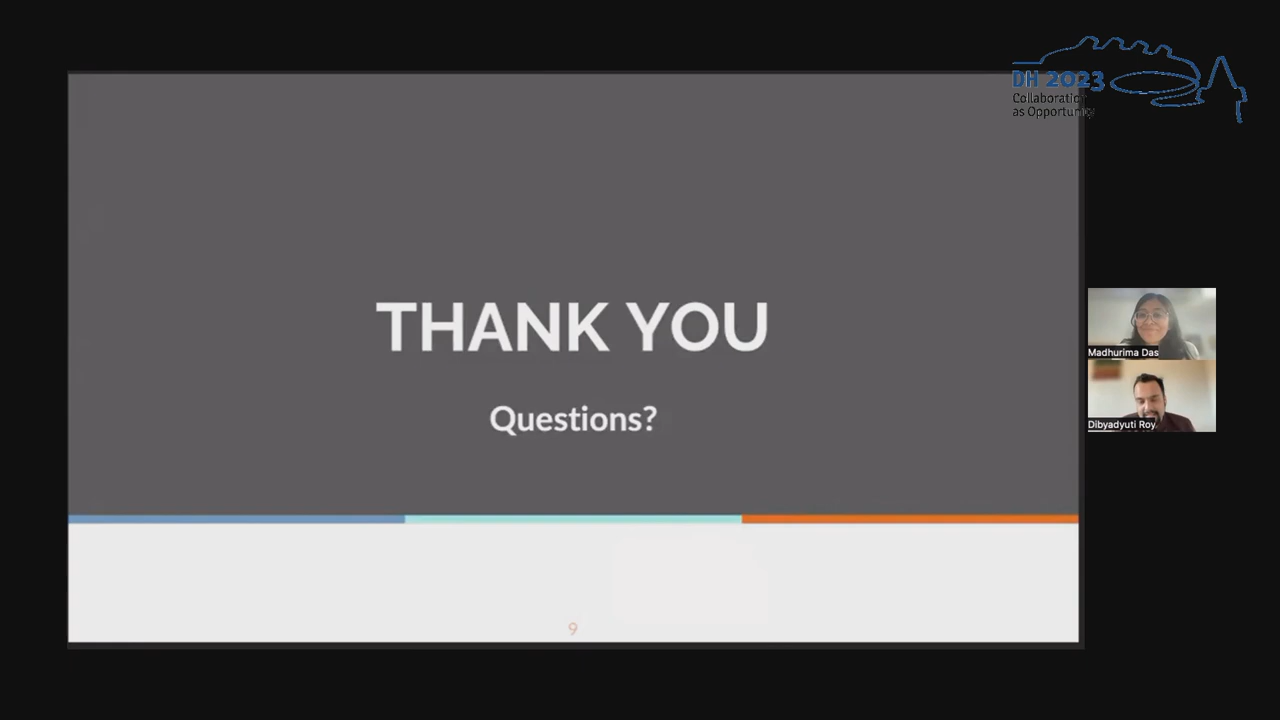 DH 2023
Collaboration
as Opportunity
THANK YOU
Questions?
9
Madhurima Das
Dibyadyuti Roy